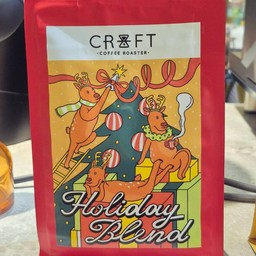 CRAFT
-COFFEE ROASTER-
Holiday
Blend